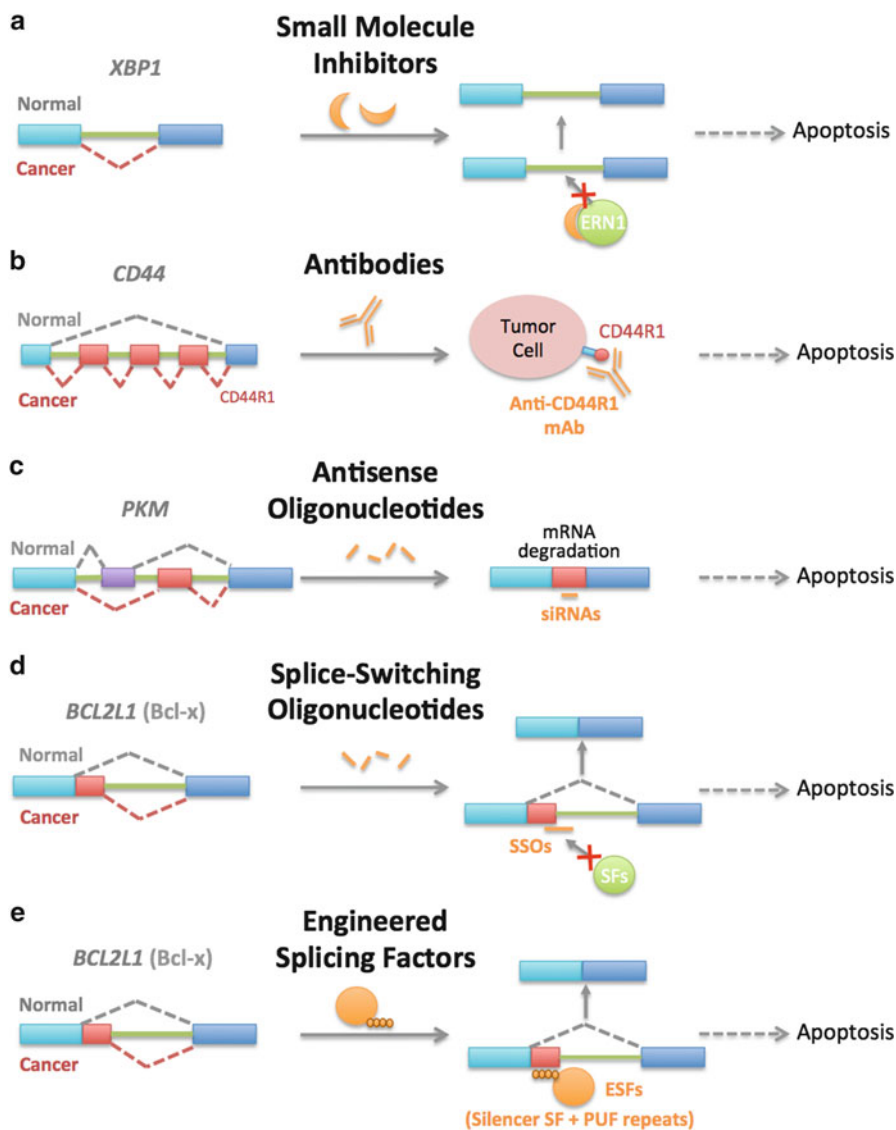 a
Small Molecule
Inhibitors
XBP1
Normal
Cancer
ERN1
Apoptosis
b
Antibodies
CD44
Normal
Cancer
CD44R1
Tumor
Cell
CD44R1
Anti-CD44R1
mAb
Apoptosis
c
Antisense
Oligonucleotides
PKM
Normal
Cancer
mRNA
degradation
siRNAs
Apoptosis
d
Splice-Switching
Oligonucleotides
BCL2L1 (Bcl-x)
Normal
Cancer
SSOs
SFs
Apoptosis
e
Engineered
Splicing Factors
BCL2L1 (Bcl-x)
Normal
Cancer
ESFs
(Silencer SF + PUF repeats)
Apoptosis